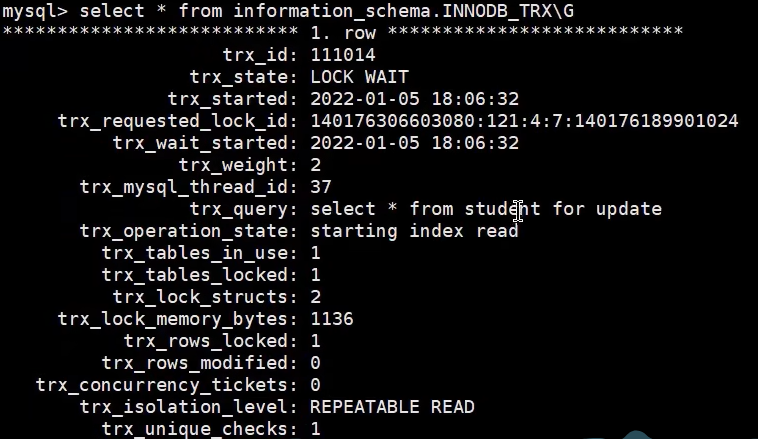 mysql> select * from information_schema.INNODB_TRX\G
*************************** 1. row ***************************
trx_id: 111014
trx_state: LOCK WAIT
trx_started: 2022-01-05 18:06:32
trx_requested_lock_id: 140176306603080:121:4:7:140176189901024
trx_wait_started: 2022-01-05 18:06:32
trx_weight: 2
trx_mysql_thread_id: 37
trx_query: select * from student for update
trx_operation_state: starting index read
trx_tables_in_use: 1
trx_tables_locked: 1
trx_lock_structs: 2
trx_lock_memory_bytes: 1136
trx_rows_locked: 1
trx_rows_modified: 0
trx_concurrency_tickets: 0
trx_isolation_level: REPEATABLE READ
trx_unique_checks: 1